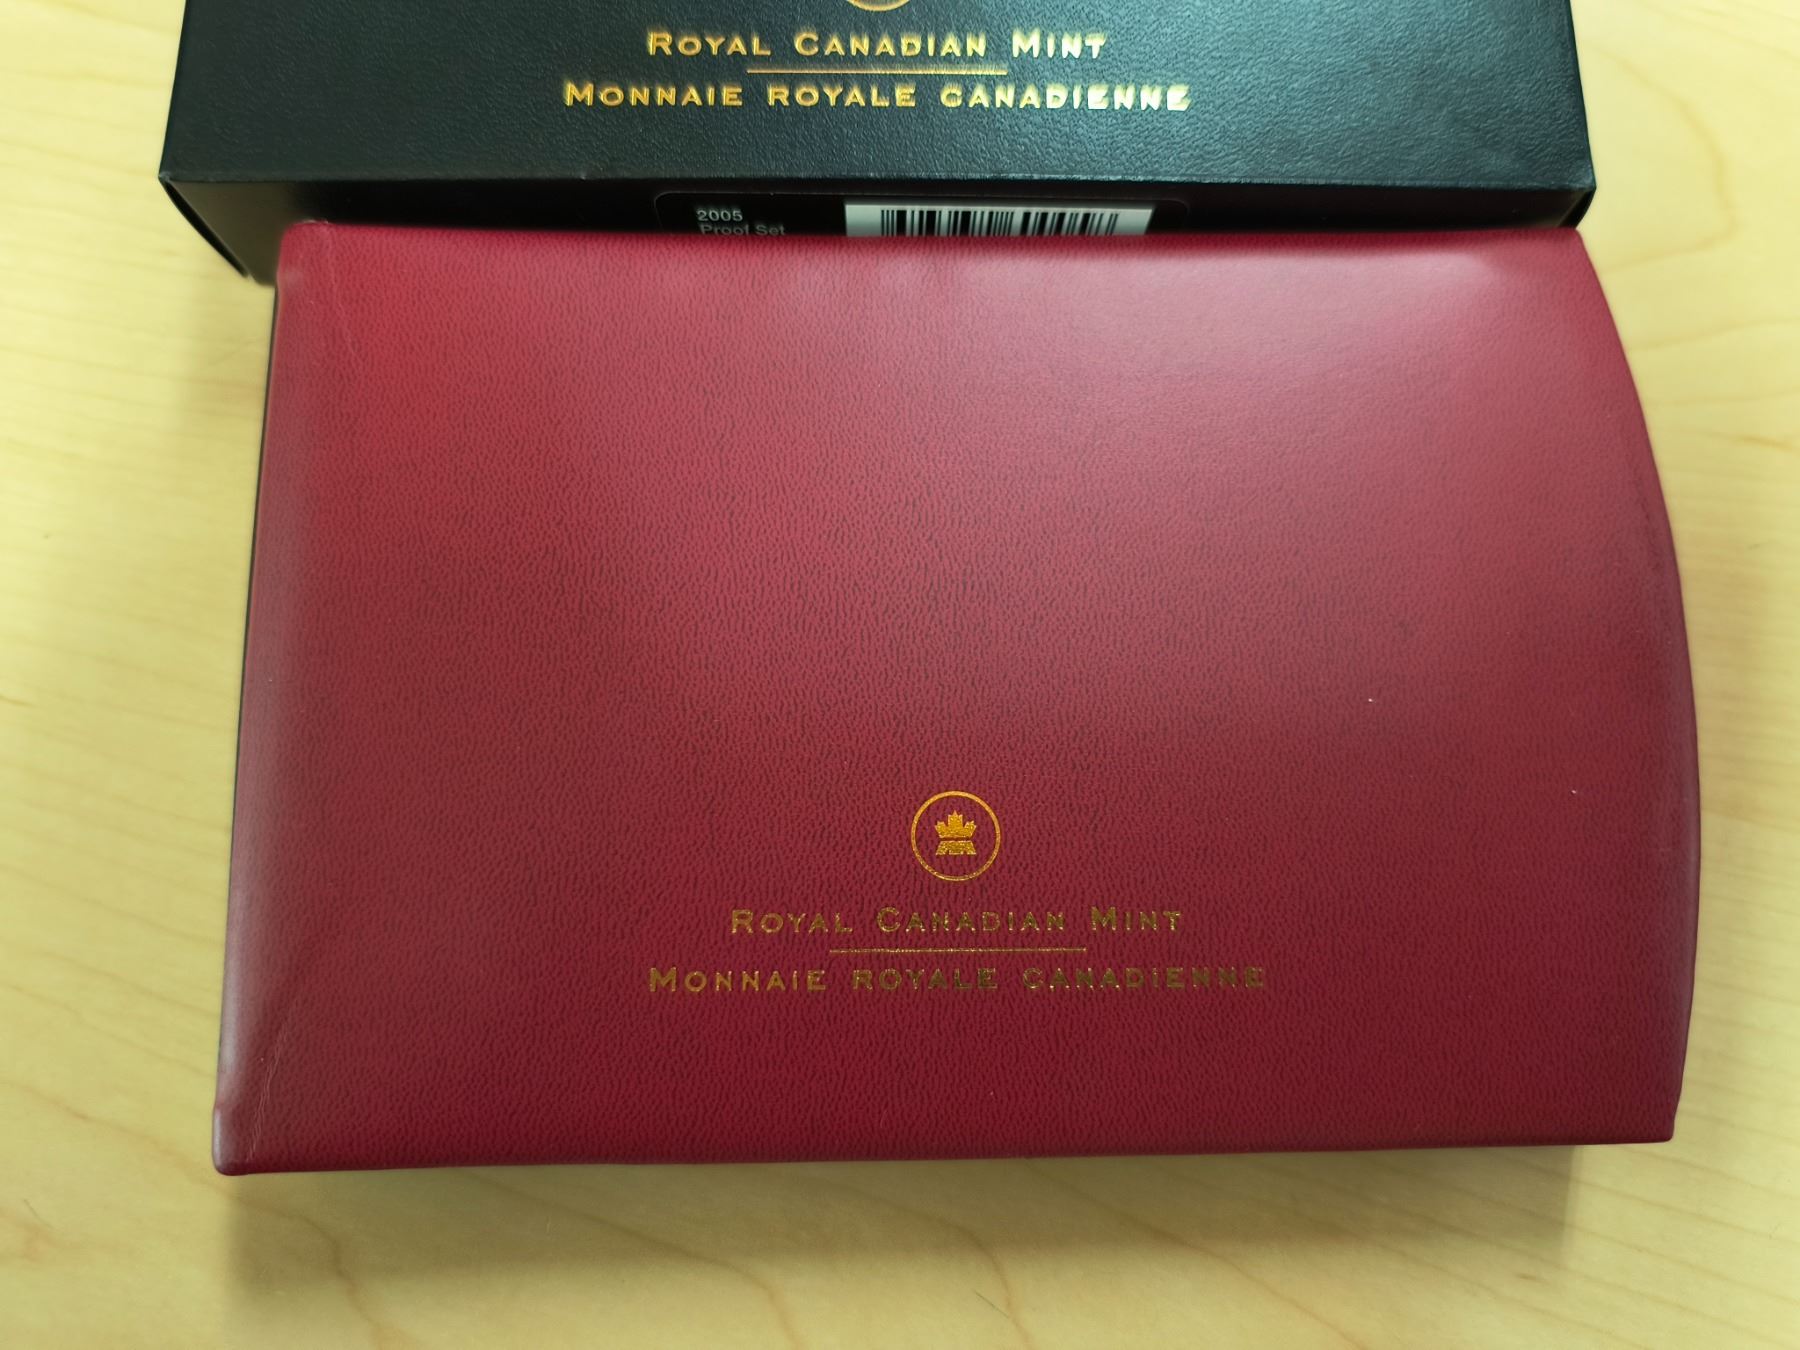 ROYAL CANADIAN MINT
MONNAIE ROYALE CANADIENNE
2005
Proof Set
ROYAL CANADIAN MINT
MONNAIE ROYALE CANADIENNE